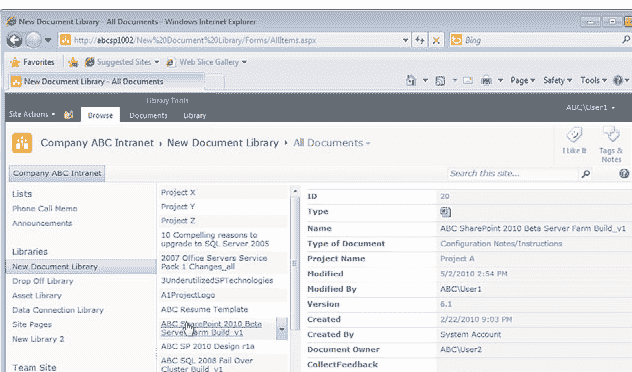 New Document Library - All Documents - Windows Internet Explorer
http://abcsp1002/New%20Document%20Library/Forms/AllItems.aspx
Bing
Favorites
Suggested Sites
Web Slice Gallery
New Document Library - All Documents
Page
Safety
Tools
Library Tools
Site Actions
Browse
Documents
Library
ABC\User1
Company ABC Intranet
New Document Library
All Documents
I Like It
Tags &
Notes
Company ABC Intranet
Search this site...
Lists
Phone Call Memo
Announcements
Libraries
New Document Library
Drop Off Library
Asset Library
Data Connection Library
Site Pages
New Library 2
Team Site
Project X
Project Y
Project Z
10 Compelling reasons to
upgrade to SQL Server 2005
2007 Office Servers Service
Pack 1 Changes_all
3UnderutilizedSPTechnologies
A1ProjectLogo
ABC Resume Template
ABC SharePoint 2010 Beta
Server Farm Build_v1
ABC SP 2010 Design r1a
ABC SQL 2008 Fail Over
Cluster Build_v1
ID 20
Type
Name ABC SharePoint 2010 Beta Server Farm Build_v1
Type of Document Configuration Notes/Instructions
Project Name Project A
Modified 5/2/2010 2:54 PM
Modified By ABC\User1
Version 6.1
Created 2/22/2010 9:03 PM
Created By System Account
Document Owner ABC\User2
CollectFeedback